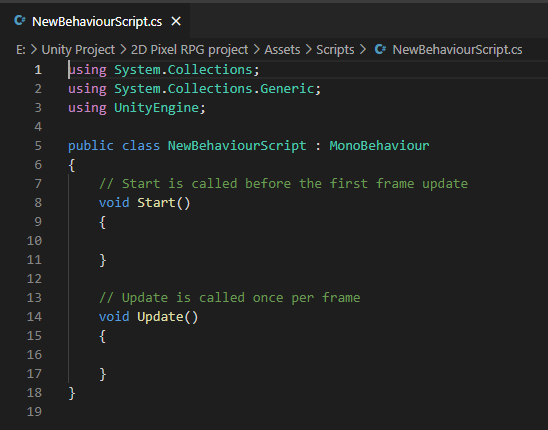 NewBehaviourScript.cs ×
E: > Unity Project > 2D Pixel RPG project > Assets > Scripts > NewBehaviourScript.cs
1 using System.Collections;
2 using System.Collections.Generic;
3 using UnityEngine;
4
5 public class NewBehaviourScript : MonoBehaviour
6 {
7     // Start is called before the first frame update
8     void Start()
9     {
10
11     }
12
13     // Update is called once per frame
14     void Update()
15     {
16
17     }
18 }
19